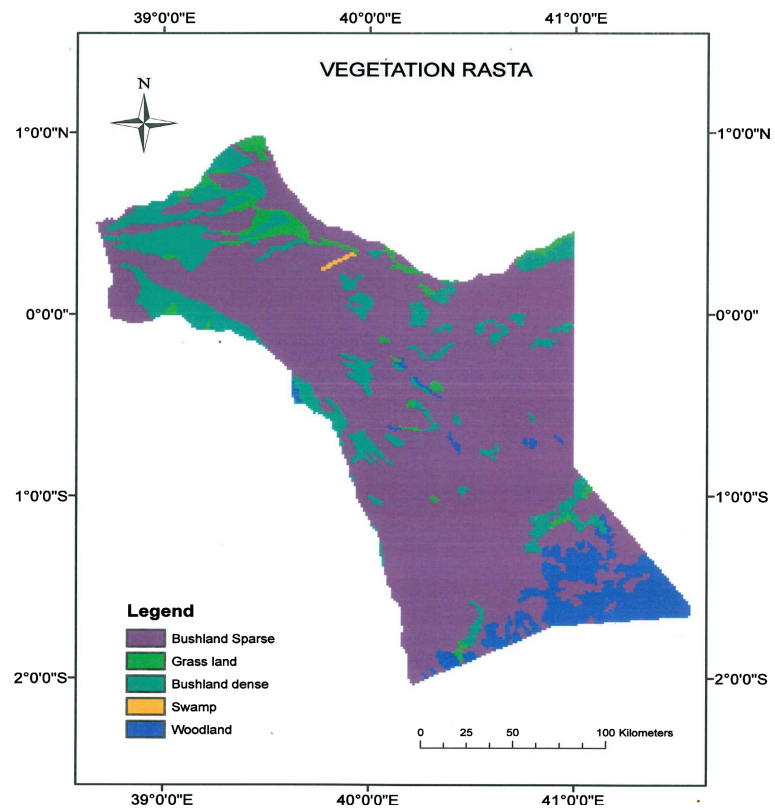 39°0'0"E 40°0'0"E 41°0'0"E
VEGETATION RASTA
N
1°0'0"N 1°0'0"N
0°0'0" 0°0'0"
1°0'0"S 1°0'0"S
Legend
Bushland Sparse
Grass land
Bushland dense
Swamp
Woodland
2°0'0"S 2°0'0"S
0 25 50 100 Kilometers
39°0'0"E 40°0'0"E 41°0'0"E